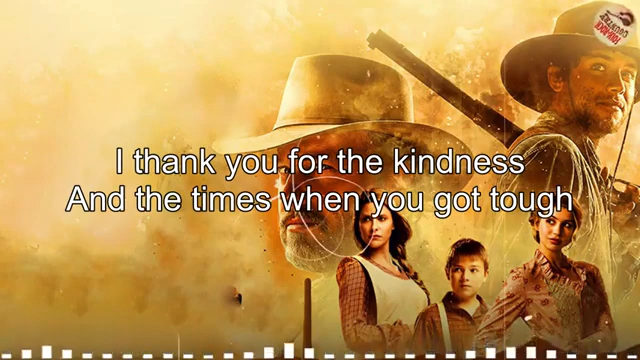 I thank you for the kindness
And the times when you got tough